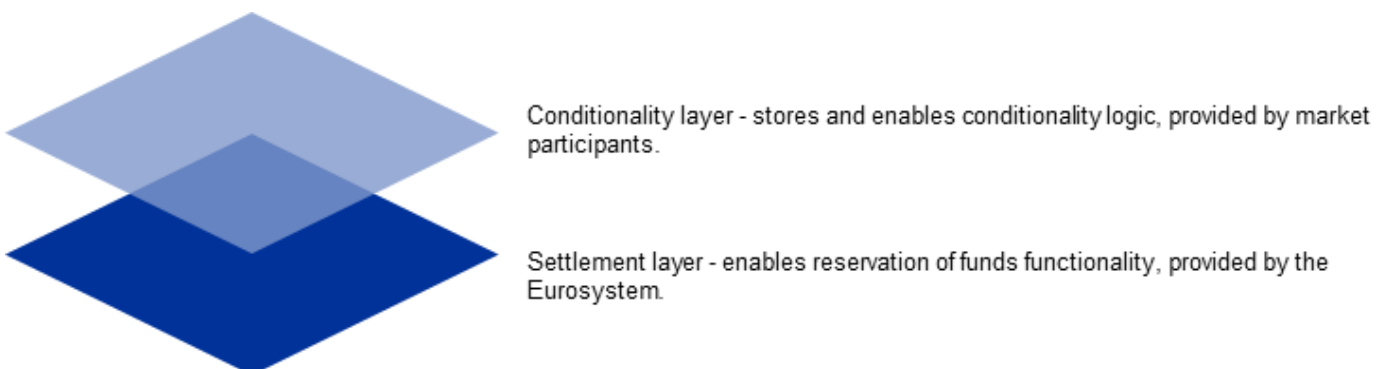 Conditionality layer - stores and enables conditionality logic, provided by market
participants.
Settlement layer - enables reservation of funds functionality, provided by the
Eurosystem.